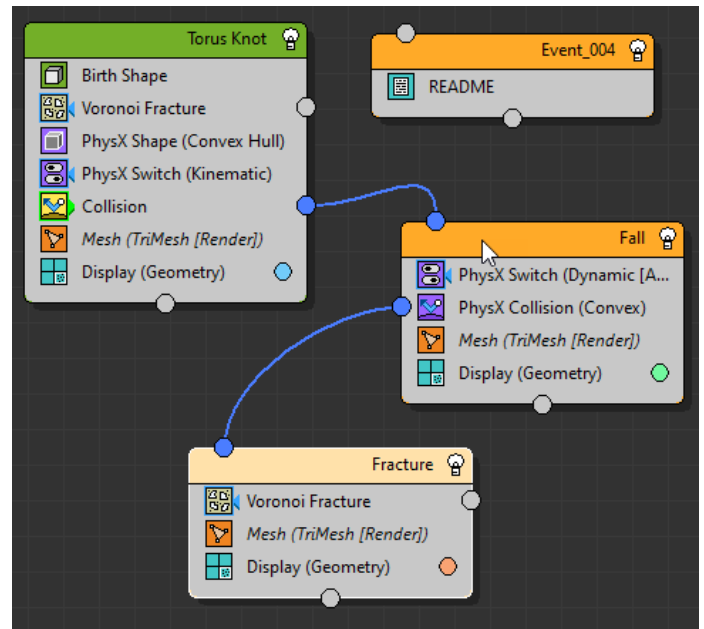 Torus Knot
Birth Shape
Voronoi Fracture
PhysX Shape (Convex Hull)
PhysX Switch (Kinematic)
Collision
Mesh (TriMesh [Render])
Display (Geometry)
Event_004
README
Fall
PhysX Switch (Dynamic [A...
PhysX Collision (Convex)
Mesh (TriMesh [Render])
Display (Geometry)
Fracture
Voronoi Fracture
Mesh (TriMesh [Render])
Display (Geometry)